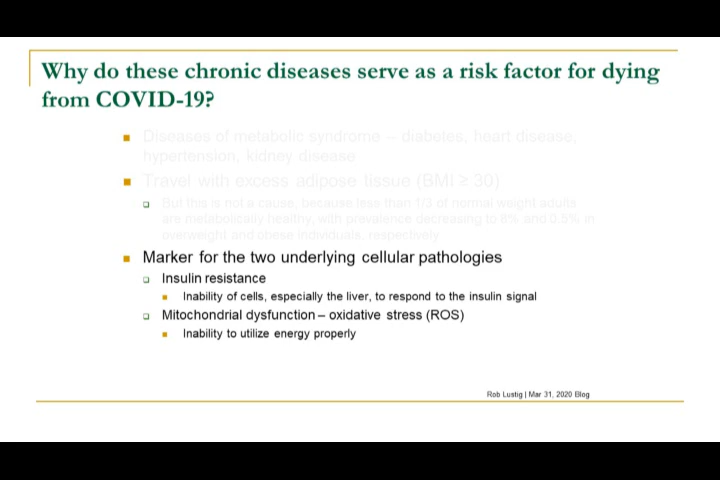 Why do these chronic diseases serve as a risk factor for dying
from COVID-19?
Diseases of metabolic syndrome – diabetes, heart disease,
hypertension, kidney disease
Travel with excess adipose tissue (BMI ≥ 30)
But this is not a cause, because less than 1/3 of normal weight adults
are metabolically healthy, with prevalence decreasing to 8% and 0.5% in
overweight and obese individuals, respectively
Marker for the two underlying cellular pathologies
Insulin resistance
Inability of cells, especially the liver, to respond to the insulin signal
Mitochondrial dysfunction – oxidative stress (ROS)
Inability to utilize energy properly
Rob Lustig | Mar 31, 2020 Blog